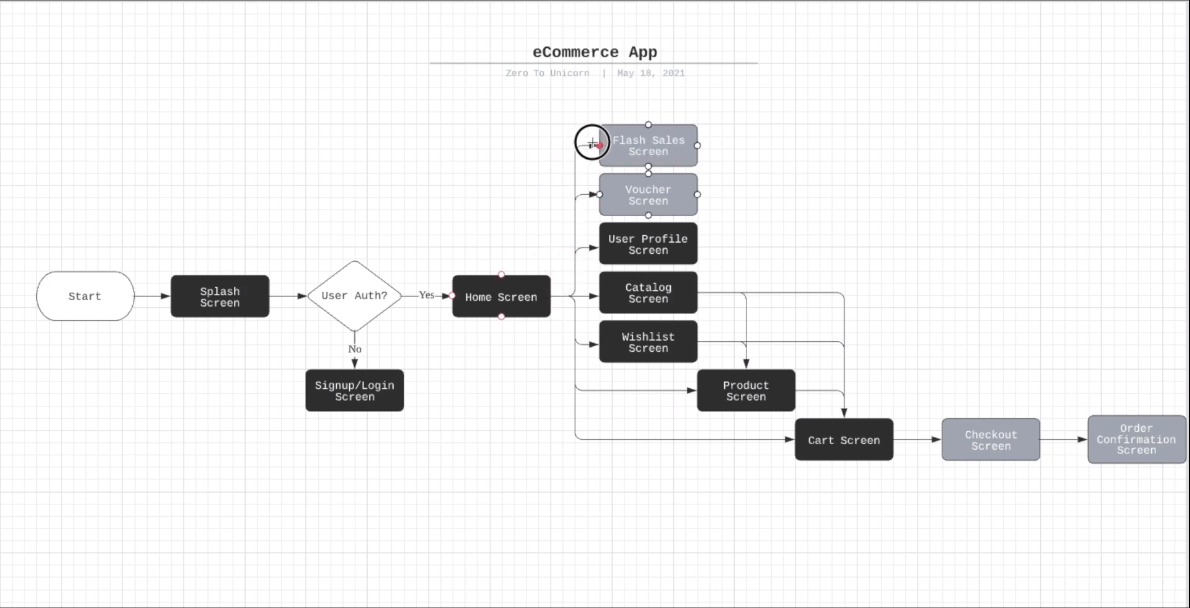 eCommerce App
Zero To Unicorn | May 18, 2021
Flash Sales
Screen
Voucher
Screen
User Profile
Screen
Start
Splash
Screen
User Auth?
Yes
Home Screen
Catalog
Screen
Wishlist
Screen
No
Signup/Login
Screen
Product
Screen
Cart Screen
Checkout
Screen
Order
Confirmation
Screen